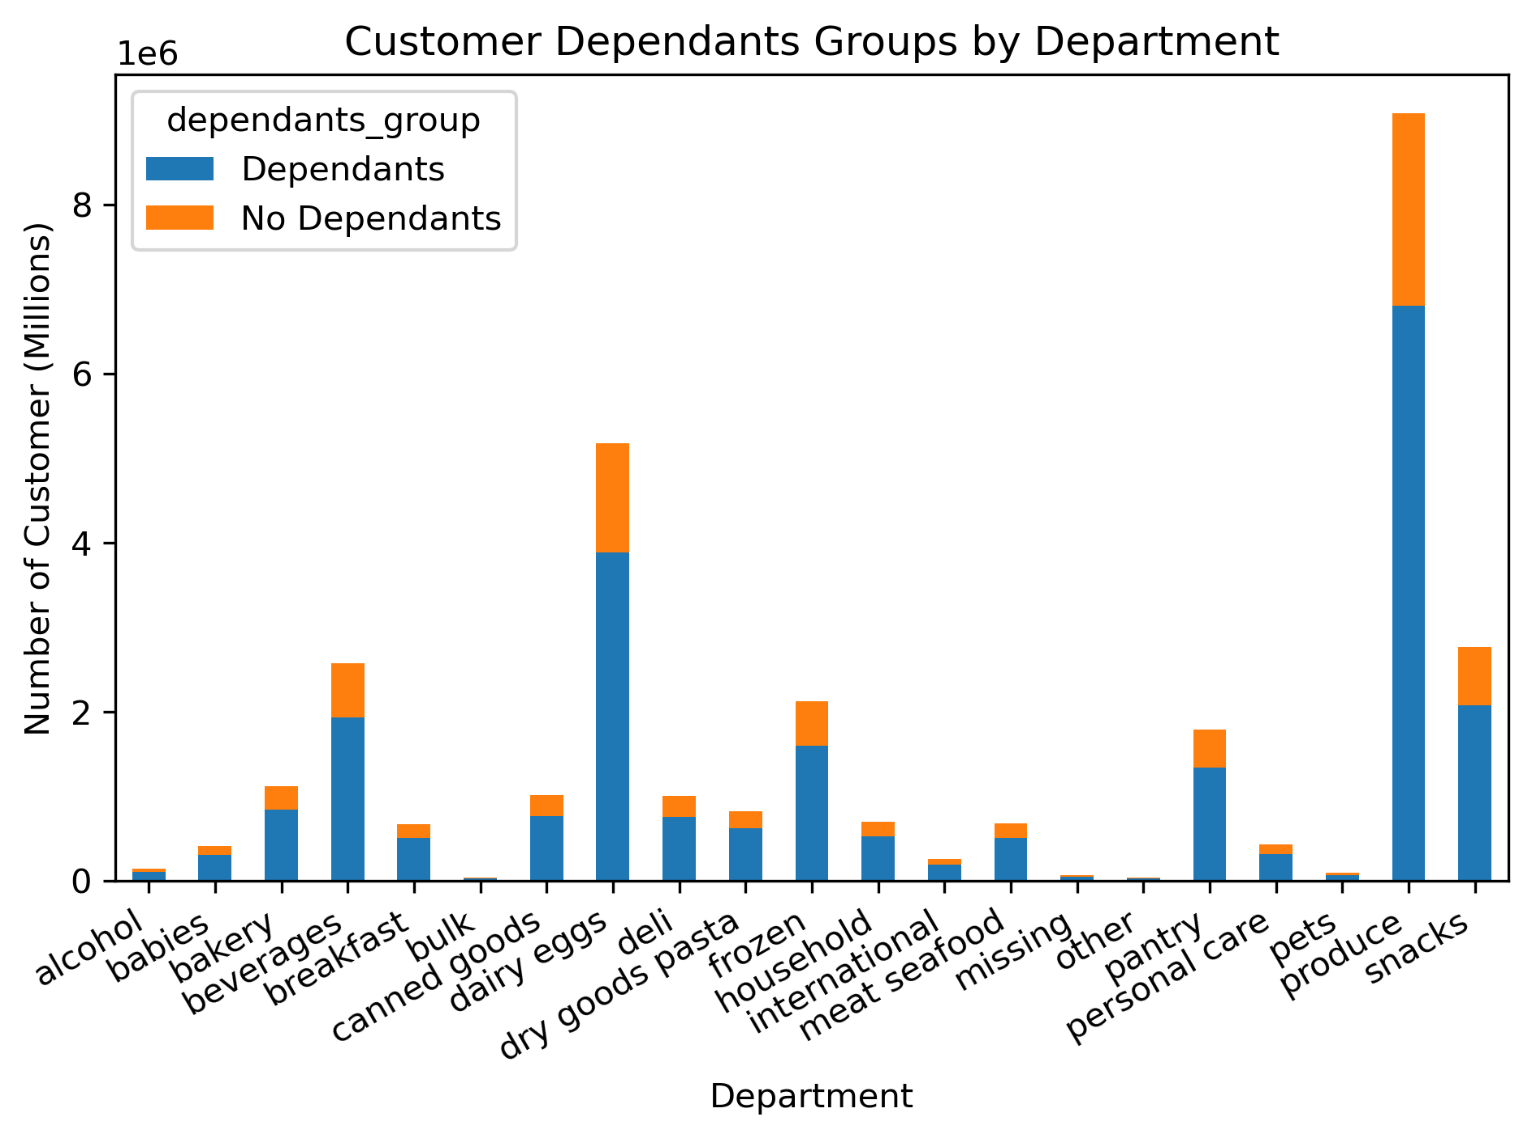 Customer Dependants Groups by Department
1e6
dependants_group
Dependants
No Dependants
Number of Customer (Millions)
8
6
4
2
0
alcohol
babies
bakery
beverages
breakfast
bulk
canned goods
dairy eggs
deli
dry goods pasta
frozen
household
international
meat seafood
missing
other
pantry
personal care
pets
produce
snacks
Department